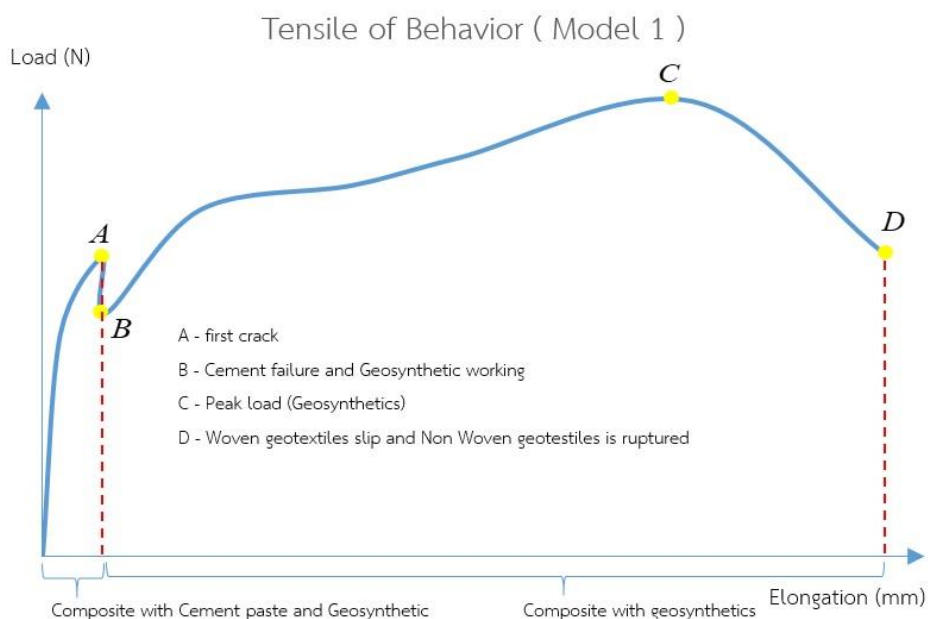 Tensile of Behavior ( Model 1 )
Load (N)
C
A
D
B
A - first crack
B - Cement failure and Geosynthetic working
C - Peak load (Geosynthetics)
D - Woven geotextiles slip and Non Woven geotestiles is ruptured
Elongation (mm)
Composite with Cement paste and Geosynthetic
Composite with geosynthetics